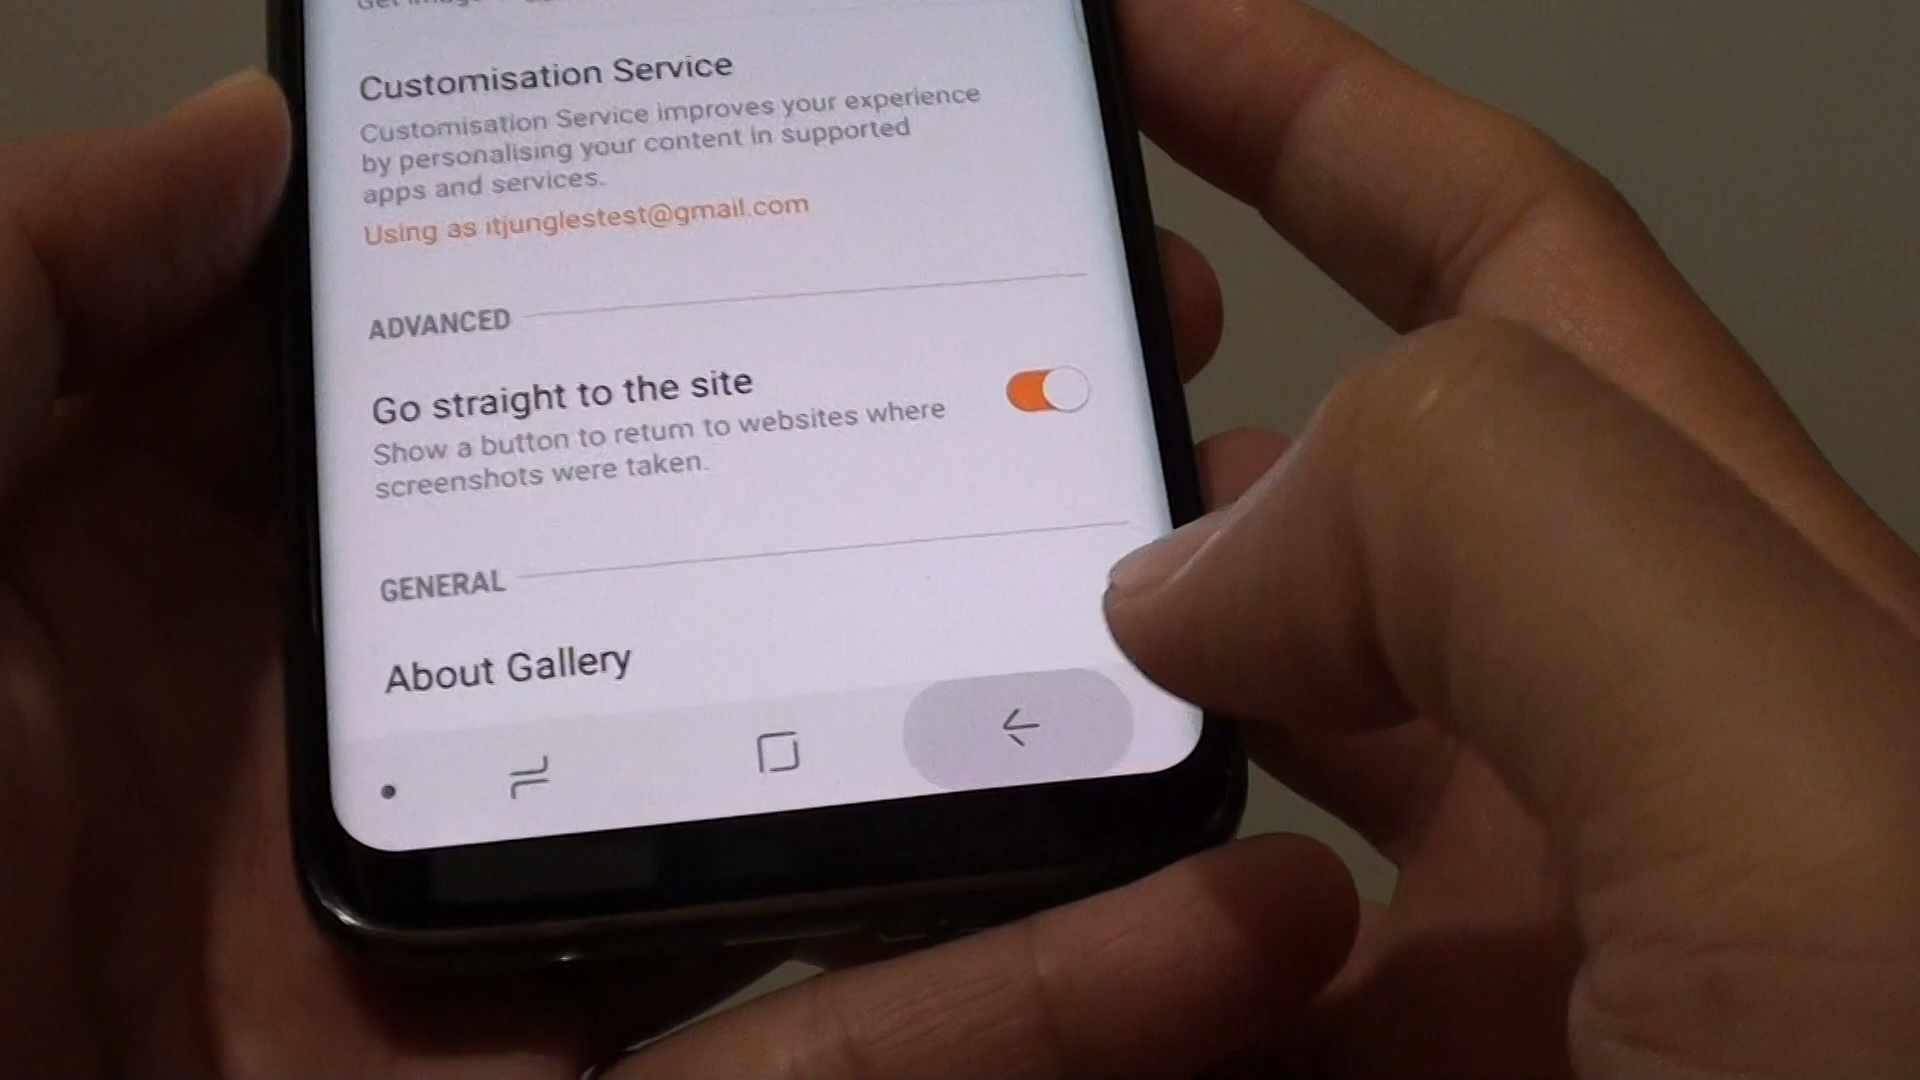 Customisation Service
Customisation Service improves your experience
by personalising your content in supported
apps and services.
Using as itjunglestest@gmail.com
ADVANCED
Go straight to the site
Show a button to return to websites where
screenshots were taken.
GENERAL
About Gallery